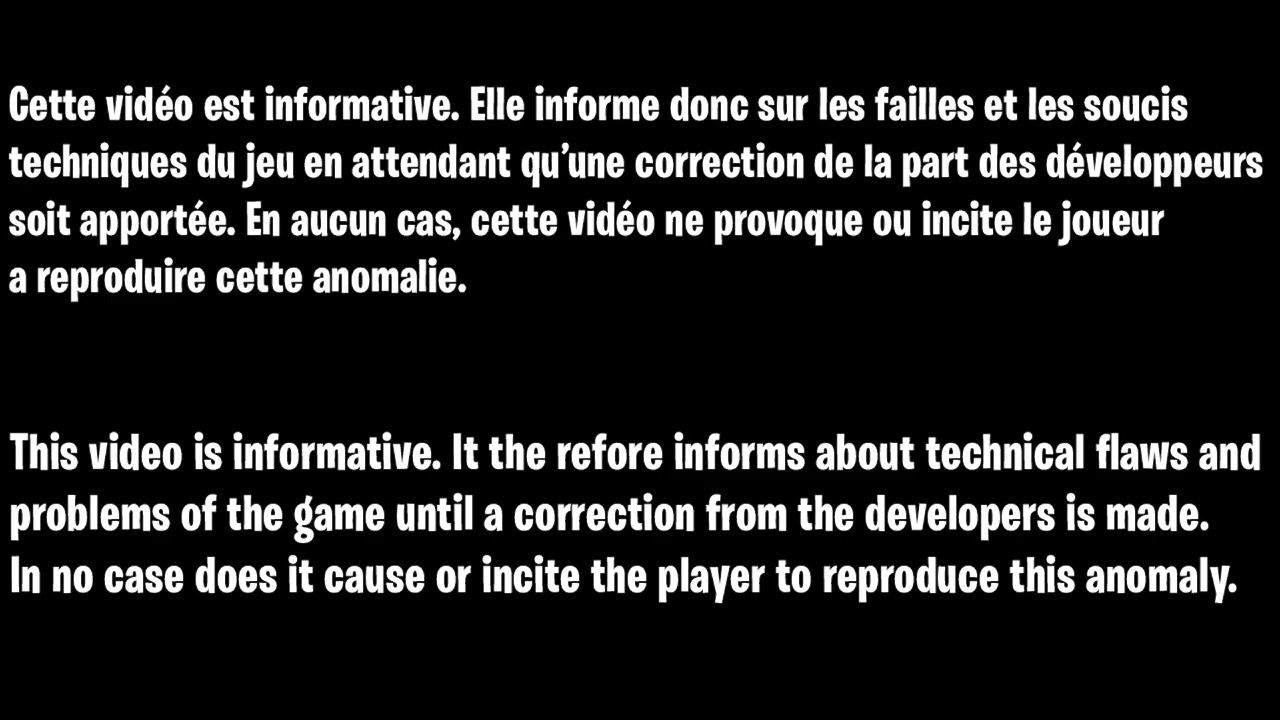 Cette vidéo est informative. Elle informe donc sur les failles et les soucis
techniques du jeu en attendant qu’une correction de la part des développeurs
soit apportée. En aucun cas, cette vidéo ne provoque ou incite le joueur
a reproduire cette anomalie.
This video is informative. It the refore informs about technical flaws and
problems of the game until a correction from the developers is made.
In no case does it cause or incite the player to reproduce this anomaly.